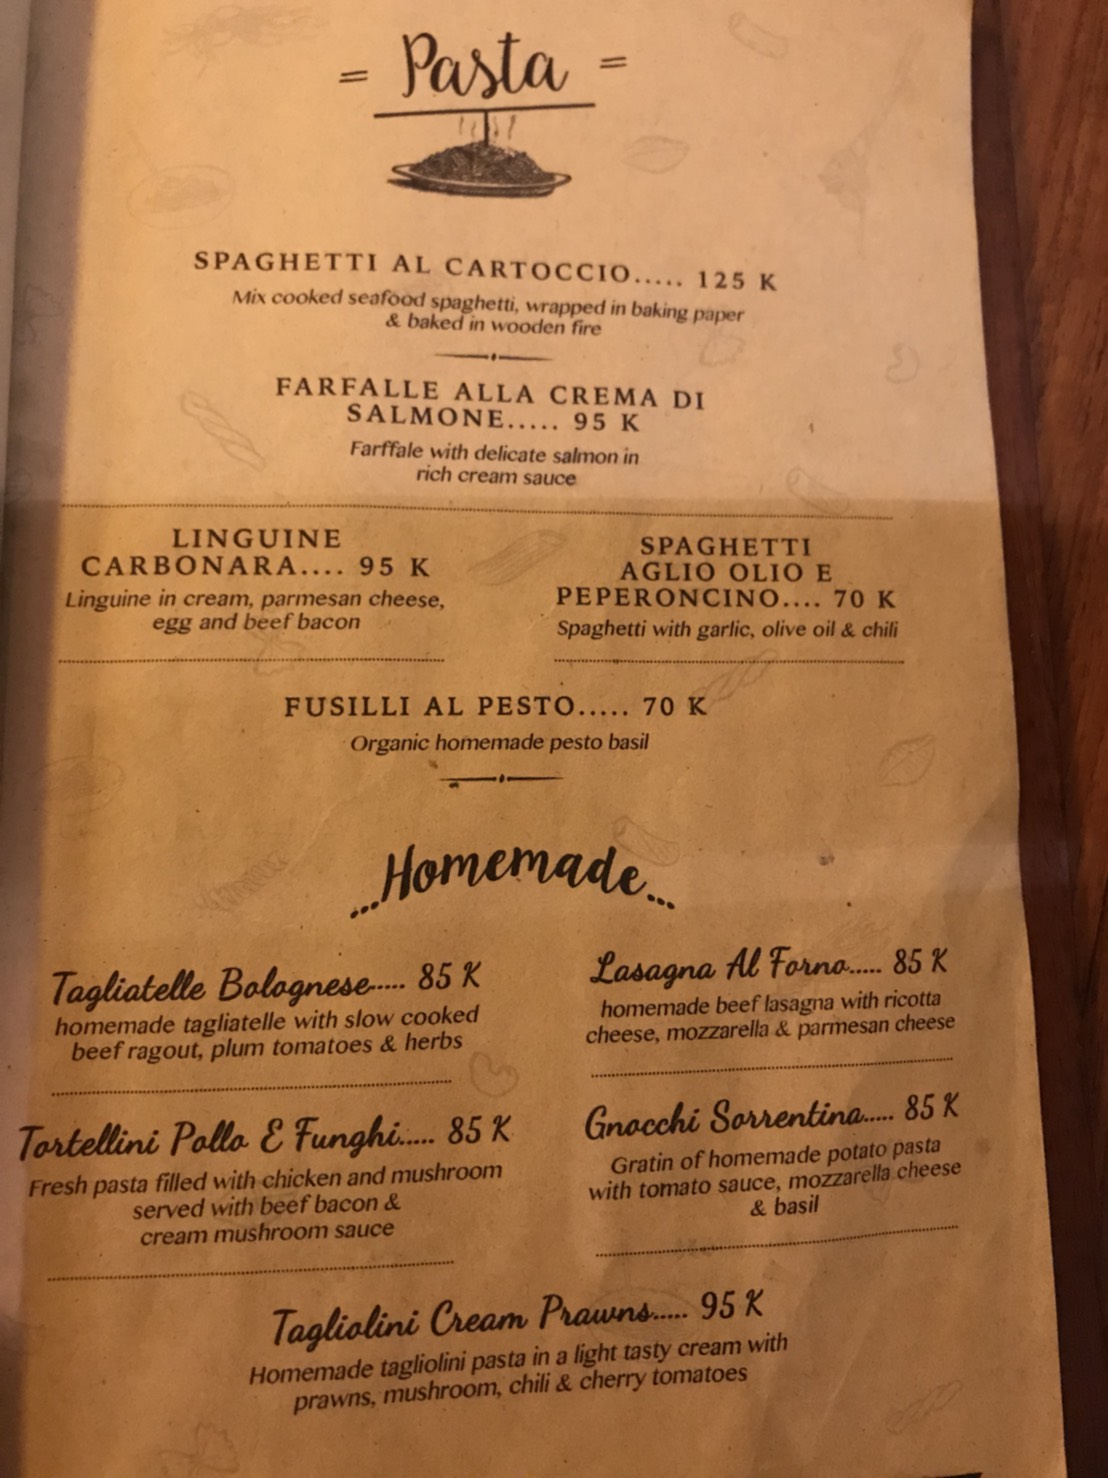 = Pasta =
SPAGHETTI AL CARTOCCIO..... 125 K
Mix cooked seafood spaghetti, wrapped in baking paper
& baked in wooden fire
FARFALLE ALLA CREMA DI
SALMONE..... 95 K
Farffale with delicate salmon in
rich cream sauce
LINGUINE
CARBONARA.... 95 K
Linguine in cream, parmesan cheese,
egg and beef bacon
SPAGHETTI
AGLIO OLIO E
PEPERONCINO.... 70 K
Spaghetti with garlic, olive oil & chili
FUSILLI AL PESTO..... 70 K
Organic homemade pesto basil
...Homemade...
Tagliatelle Bolognese..... 85 K
homemade tagliatelle with slow cooked
beef ragout, plum tomatoes & herbs
Lasagna Al Forno..... 85 K
homemade beef lasagna with ricotta
cheese, mozzarella & parmesan cheese
Tortellini Pollo E Funghi..... 85 K
Fresh pasta filled with chicken and mushroom
served with beef bacon &
cream mushroom sauce
Gnocchi Sorrentina..... 85 K
Gratin of homemade potato pasta
with tomato sauce, mozzarella cheese
& basil
Tagliolini Cream Prawns..... 95 K
Homemade tagliolini pasta in a light tasty cream with
prawns, mushroom, chili & cherry tomatoes